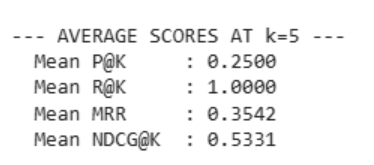 --- AVERAGE SCORES AT k=5 ---
Mean P@K : 0.2500
Mean R@K : 1.0000
Mean MRR : 0.3542
Mean NDCG@K : 0.5331